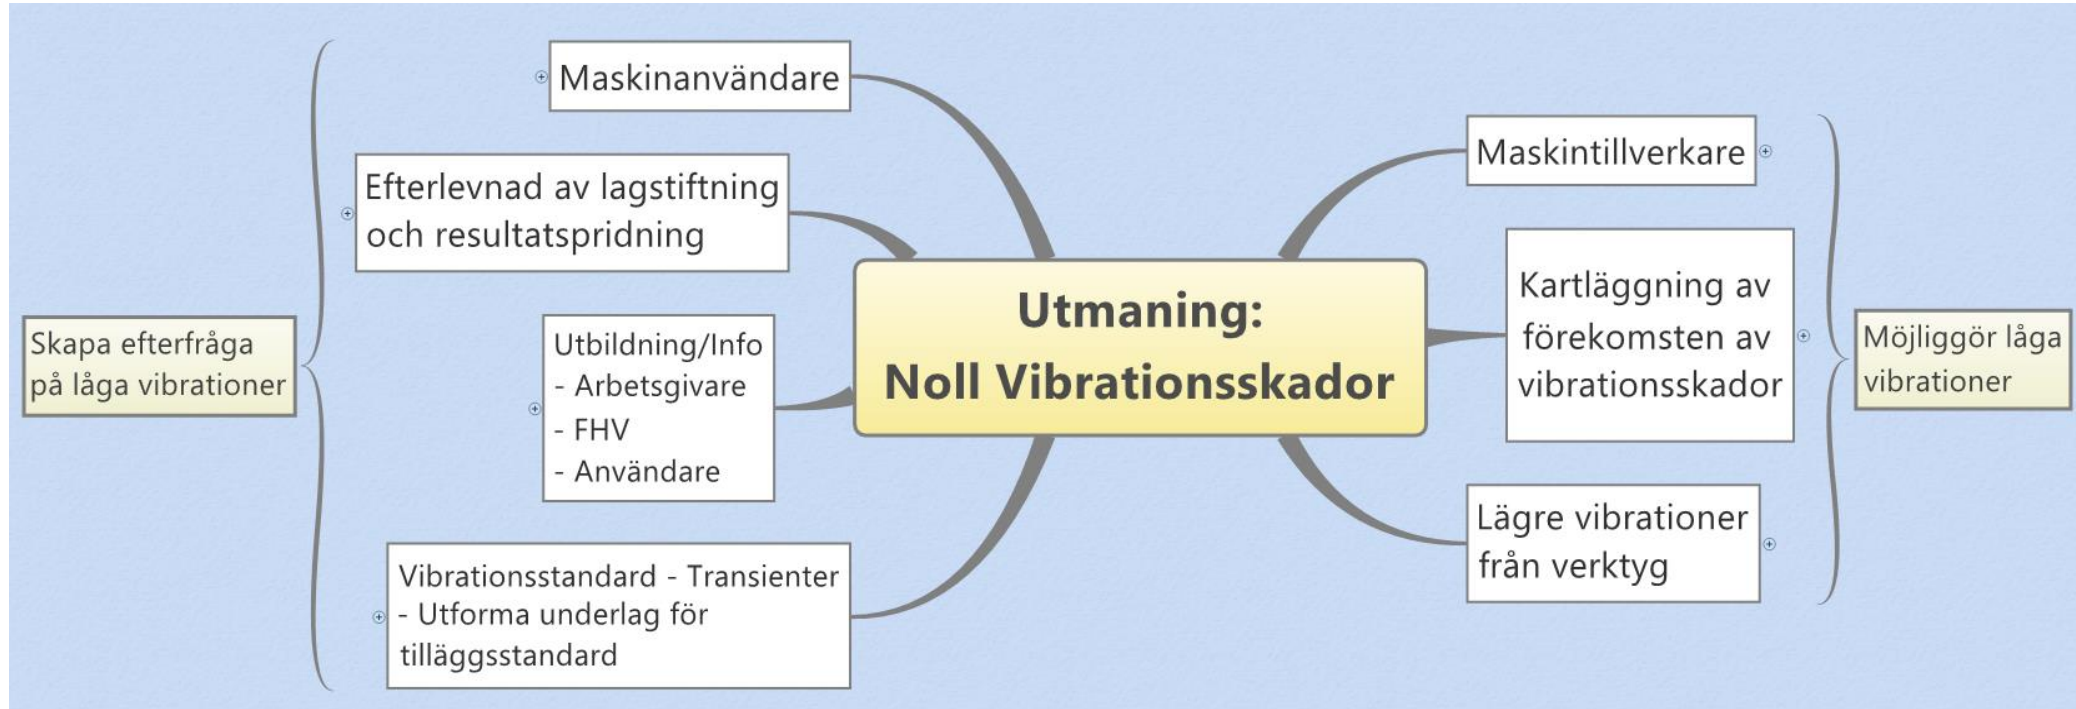 Maskinanvändare
Efterlevnad av lagstiftning
och resultatspridning
Utbildning/Info
- Arbetsgivare
- FHV
- Användare
Vibrationsstandard - Transienter
- Utforma underlag för
tilläggsstandard
Skapa efterfråga
på låga vibrationer
Utmaning:
Noll Vibrationsskador
Maskintillverkare
Kartläggning av
förekomsten av
vibrationsskador
Lägre vibrationer
från verktyg
Möjliggör låga
vibrationer